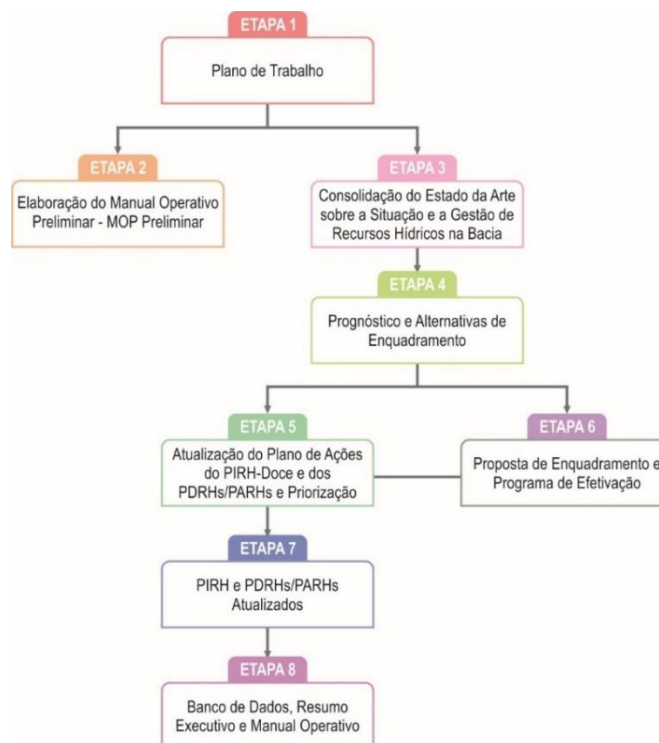 ETAPA 1
Plano de Trabalho
ETAPA 2
Elaboração do Manual Operativo
Preliminar - MOP Preliminar
ETAPA 3
Consolidação do Estado da Arte
sobre a Situação e a Gestão de
Recursos Hídricos na Bacia
ETAPA 4
Prognóstico e Alternativas de
Enquadramento
ETAPA 5
Atualização do Plano de Ações
do PIRH-Doce e dos
PDRHs/PARHs e Priorização
ETAPA 6
Proposta de Enquadramento e
Programa de Efetivação
ETAPA 7
PIRH e PDRHs/PARHs
Atualizados
ETAPA 8
Banco de Dados, Resumo
Executivo e Manual Operativo